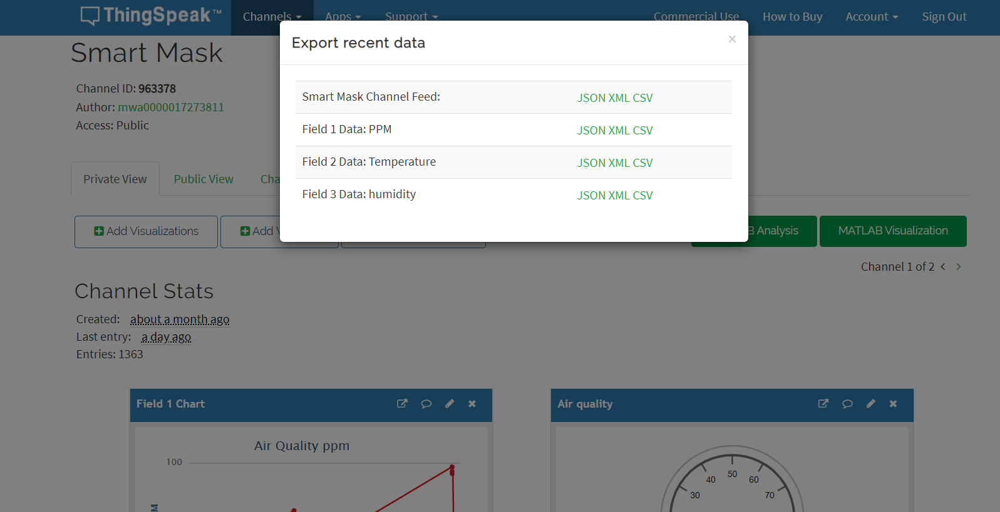 ThingSpeak™ Channels Apps Support Commercial Use How to Buy Account Sign Out
Export recent data ×
Smart Mask
Channel ID: 963378
Author: mwa0000017273811
Access: Public
Smart Mask Channel Feed: JSON XML CSV
Field 1 Data: PPM JSON XML CSV
Field 2 Data: Temperature JSON XML CSV
Field 3 Data: humidity JSON XML CSV
Private View Public View Cha
Add Visualizations Add B Analysis MATLAB Visualization
Channel 1 of 2 < >
Channel Stats
Created: about a month ago
Last entry: a day ago
Entries: 1363
Field 1 Chart
Air Quality ppm
100
M
Air quality
30 40 50 60 70